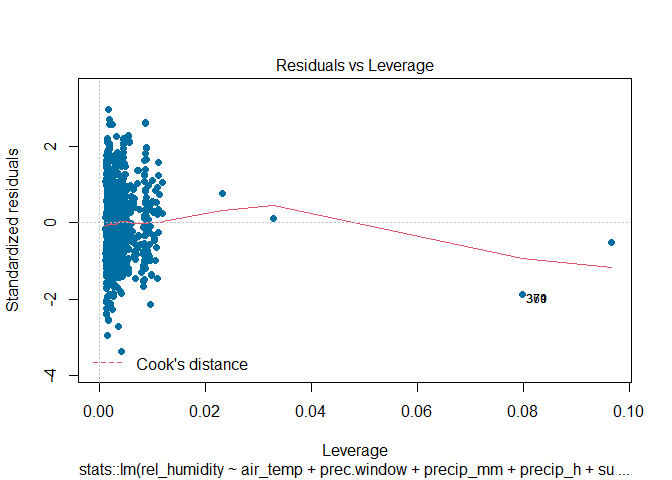 Residuals vs Leverage
Standardized residuals
2
0
-2
-4
Cook's distance
0.00
0.02
0.04
0.06
0.08
0.10
Leverage
stats::lm(rel_humidity ~ air_temp + prec.window + precip_mm + precip_h + su ...